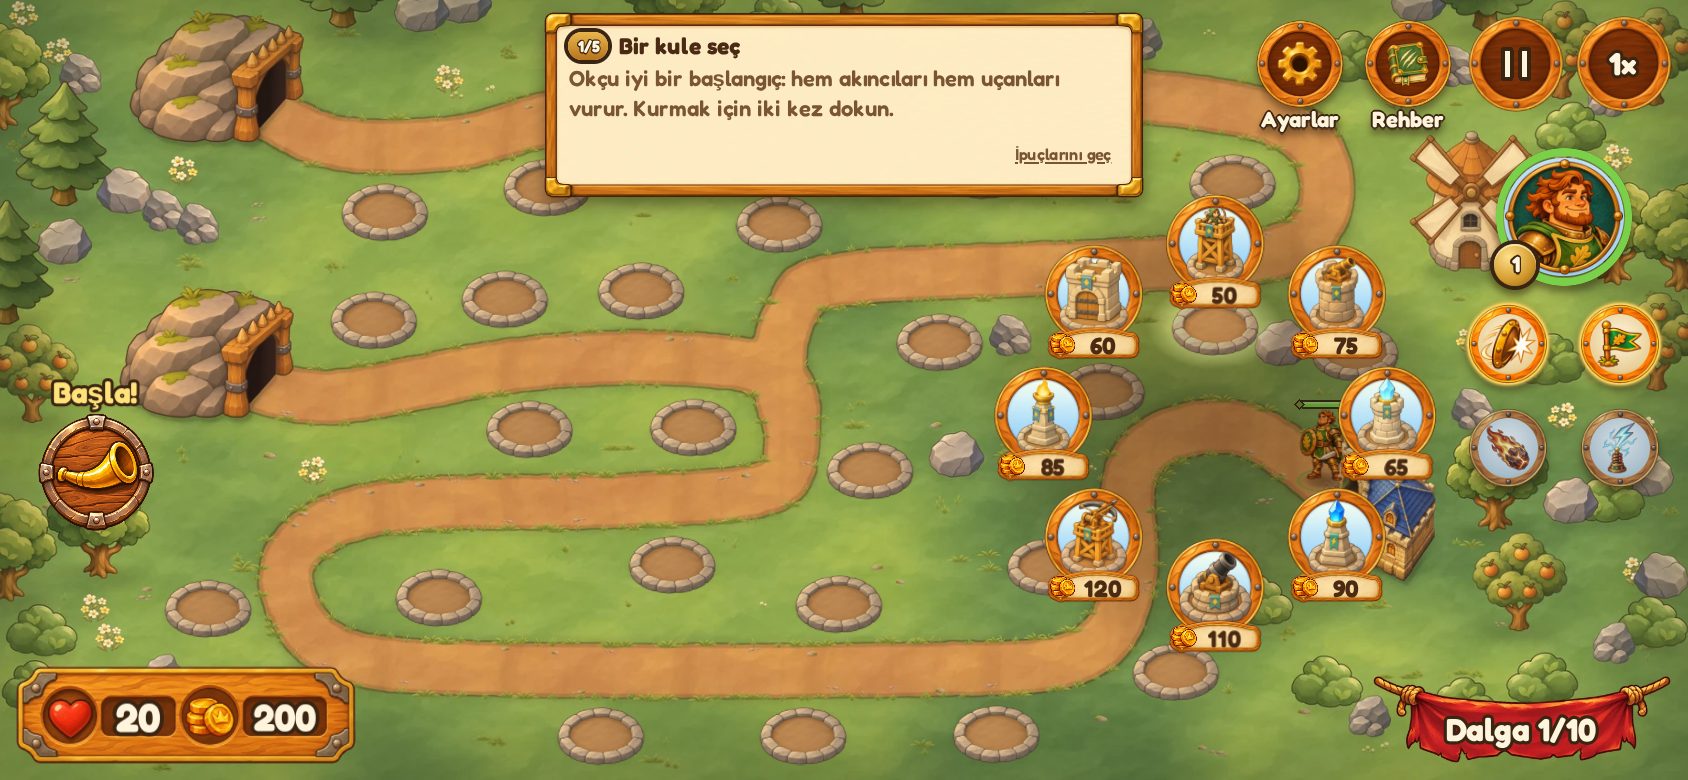 1/5 Bir kule seç
Okçu iyi bir başlangıç: hem akıncıları hem uçanları
vurur. Kurmak için iki kez dokun.
İpuçlarını geç
1x
Ayarlar
Rehber
1
50
60
75
85
65
120
90
110
Başla!
20
200
Dalga 1/10